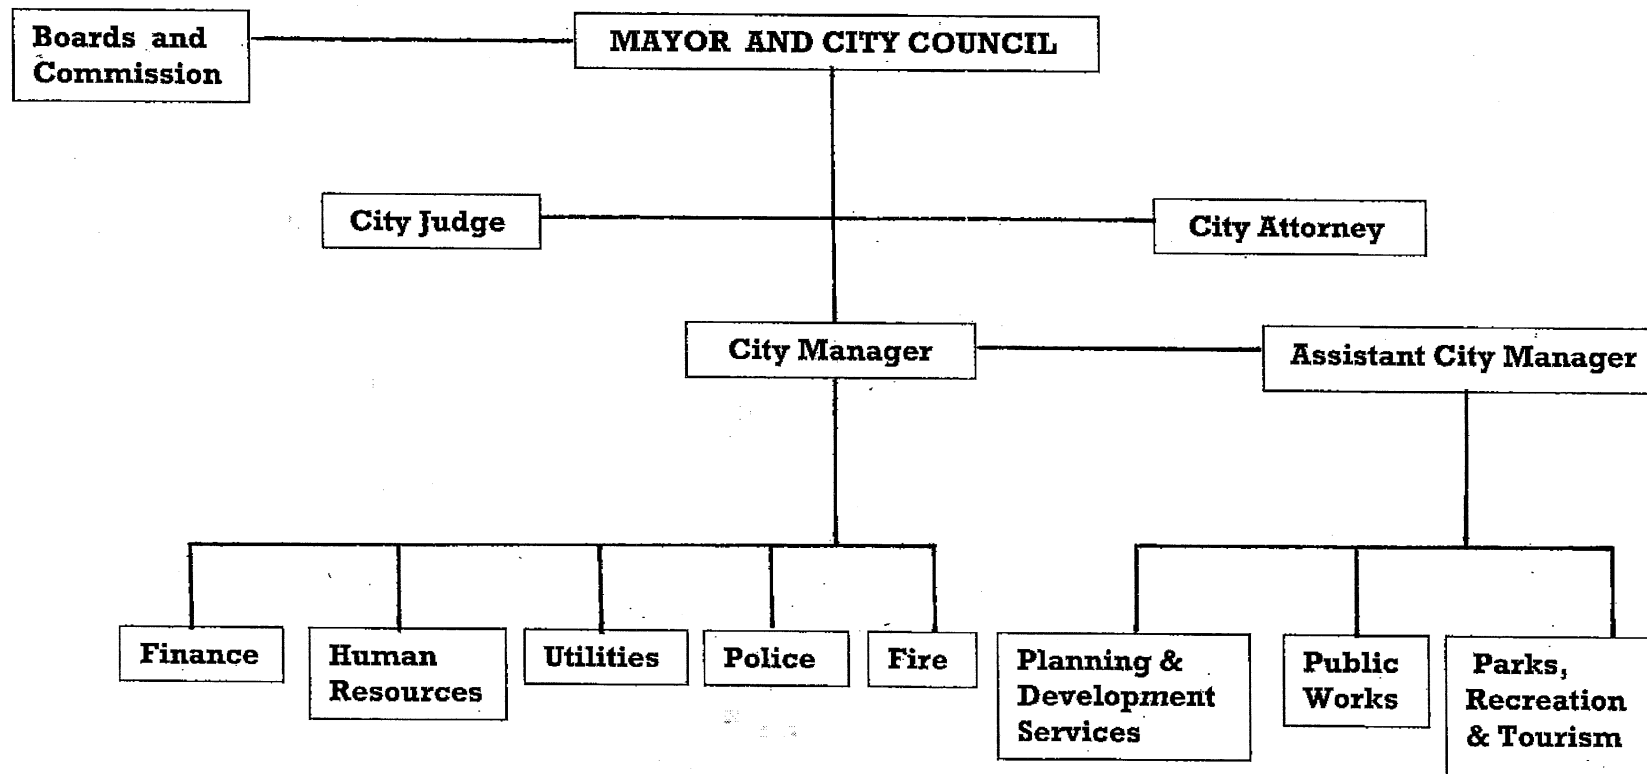 Boards and
Commission
MAYOR AND CITY COUNCIL
City Judge
City Attorney
City Manager
Assistant City Manager
Finance
Human
Resources
Utilities
Police
Fire
Planning &
Development
Services
Public
Works
Parks,
Recreation
& Tourism